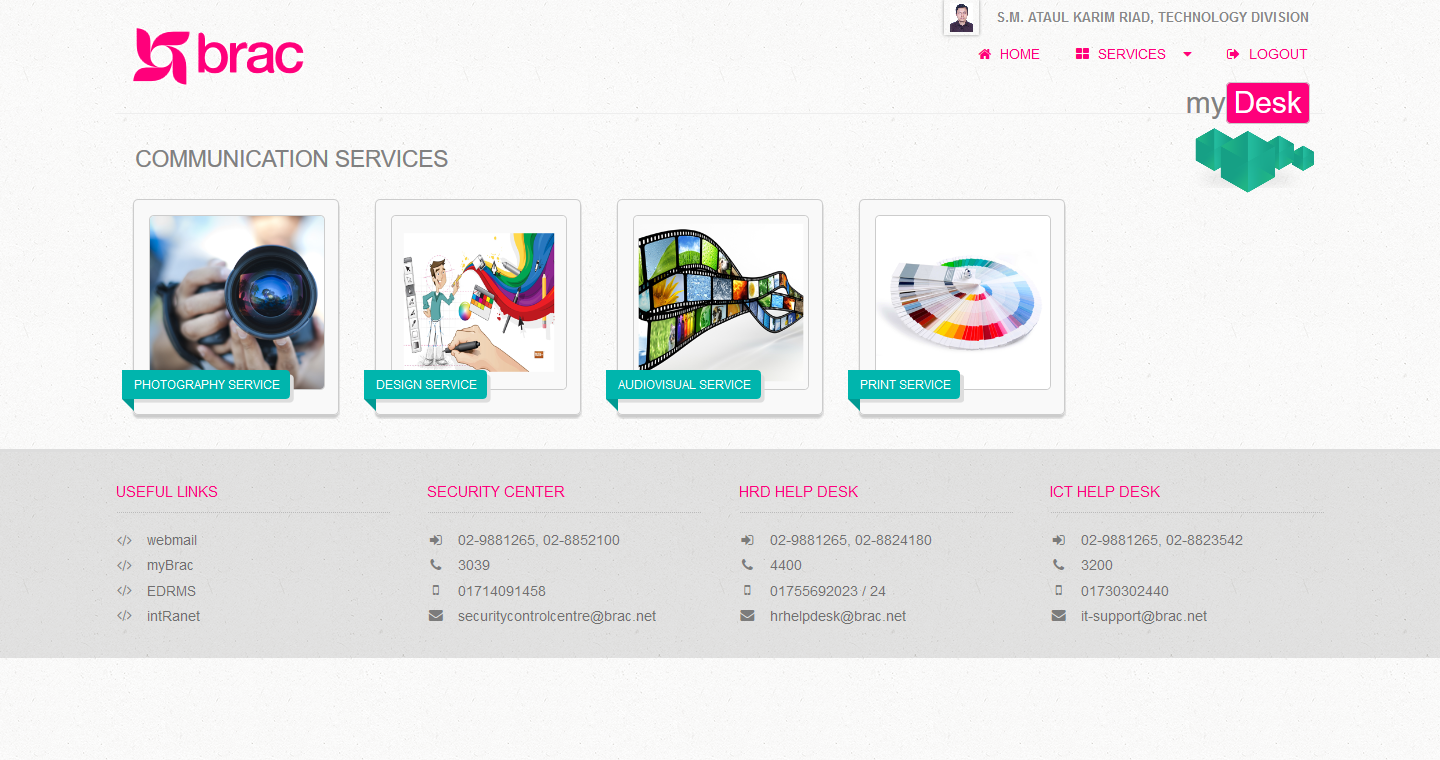 S.M. ATAUL KARIM RIAD, TECHNOLOGY DIVISION
brac
HOME SERVICES LOGOUT
myDesk
COMMUNICATION SERVICES
PHOTOGRAPHY SERVICE DESIGN SERVICE AUDIOVISUAL SERVICE PRINT SERVICE
USEFUL LINKS
webmail
myBrac
EDRMS
intRanet
SECURITY CENTER
02-9881265, 02-8852100
3039
01714091458
securitycontrolcentre@brac.net
HRD HELP DESK
02-9881265, 02-8824180
4400
01755692023 / 24
hrhelpdesk@brac.net
ICT HELP DESK
02-9881265, 02-8823542
3200
01730302440
it-support@brac.net